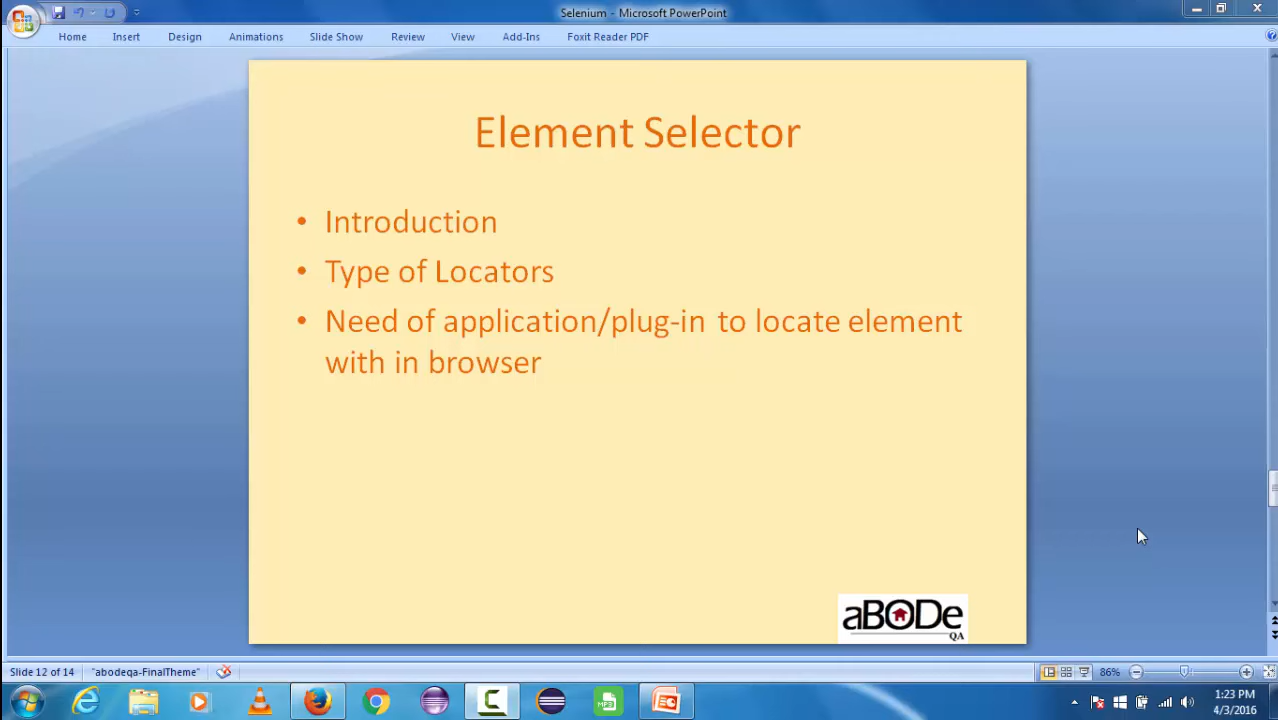 Selenium - Microsoft PowerPoint
Home Insert Design Animations Slide Show Review View Add-Ins Foxit Reader PDF
Element Selector
• Introduction
• Type of Locators
• Need of application/plug-in to locate element
with in browser
aBODe
QA
Slide 12 of 14 "abodeqa-FinalTheme" 86%
MP3
1:23 PM
4/3/2016